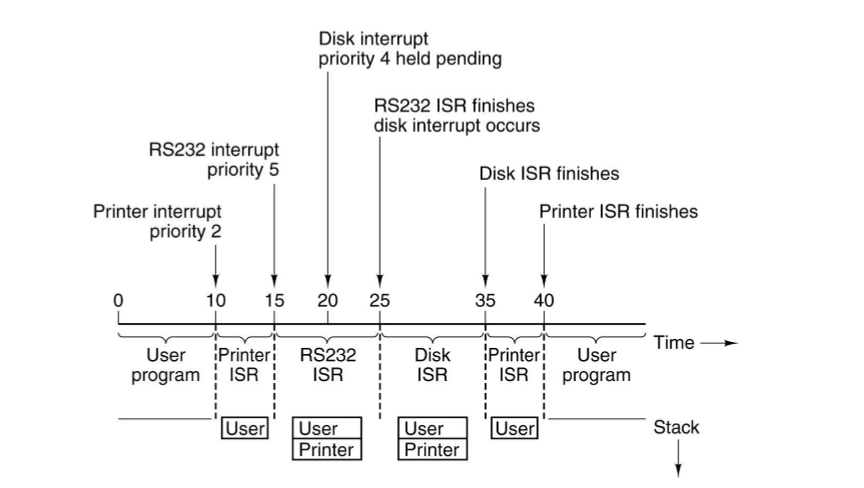 Disk interrupt
priority 4 held pending
RS232 ISR finishes
disk interrupt occurs
RS232 interrupt
priority 5
Disk ISR finishes
Printer interrupt
priority 2
Printer ISR finishes
0 10 15 20 25 35 40
User
program
Printer
ISR
RS232
ISR
Disk
ISR
Printer
ISR
User
program
Time
User
User
Printer
User
Printer
User
Stack